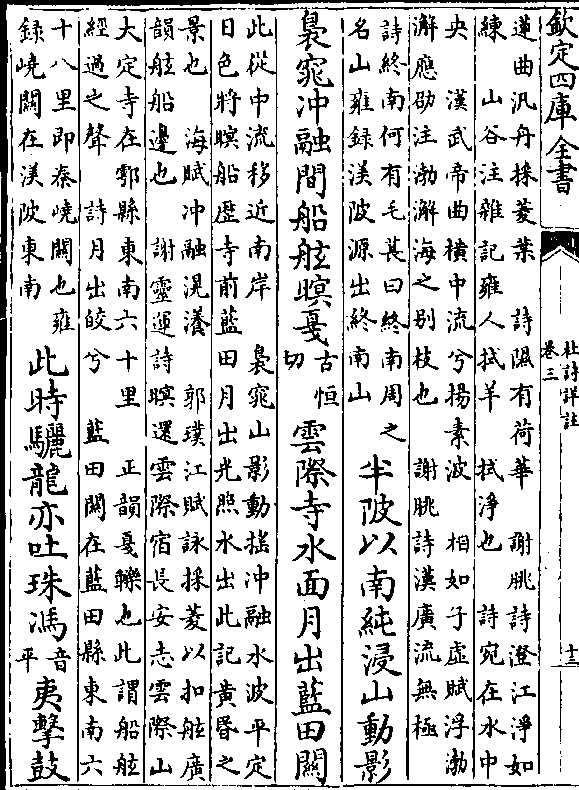 欽定四庫全書
杜詩詳註
卷三
十三
蓮曲汎丹採菱葉　詩隰有荷華　謝朓詩澄江淨如
練　山谷注雜記雍人拭羊　拭淨也　詩宛在水中
央　漢武帝曲橫中流兮揚素波　相如子虛賦浮渤
澥應劭注渤澥海之别枝也　謝朓詩漢廣流無極
詩終南何有毛萇曰終南周之
名山雍録渼陂源出終南山
半陂以南純浸山動影
裊窕冲融間船舷暝戛
古恒
切
雲際寺水面月出藍田關
此從中流移近南岸　裊窕山影動揺冲融水波平定
日色將暝船歴寺前藍田月出光照水出此記黄昏之
景也　海賦冲融滉瀁　郭璞江賦詠採菱以扣舷廣
韻舷船邊也　謝靈運詩暝還雲際宿長安志雲際山
大定寺在鄠縣東南六十里　正韻戛轢也此謂船舷
經過之聲　詩月出皎兮　藍田關在藍田縣東南六
十八里即秦嶢關也雍
録嶢關在渼陂東南
此時驪龍亦吐珠馮
音
平
夷擊鼓